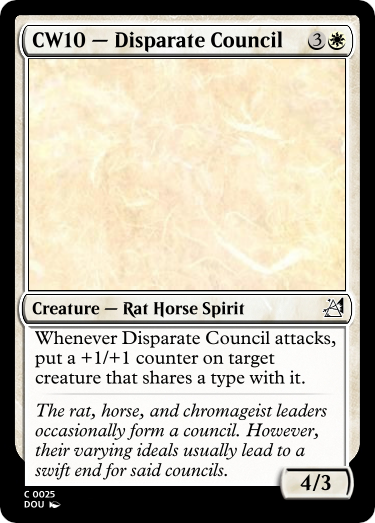 CW10 — Disparate Council 3
Creature — Rat Horse Spirit
Whenever Disparate Council attacks,
put a +1/+1 counter on target
creature that shares a type with it.
The rat, horse, and chromageist leaders
occasionally form a council. However,
their varying ideals usually lead to a
swift end for said councils.
4/3
C 0025
DOU